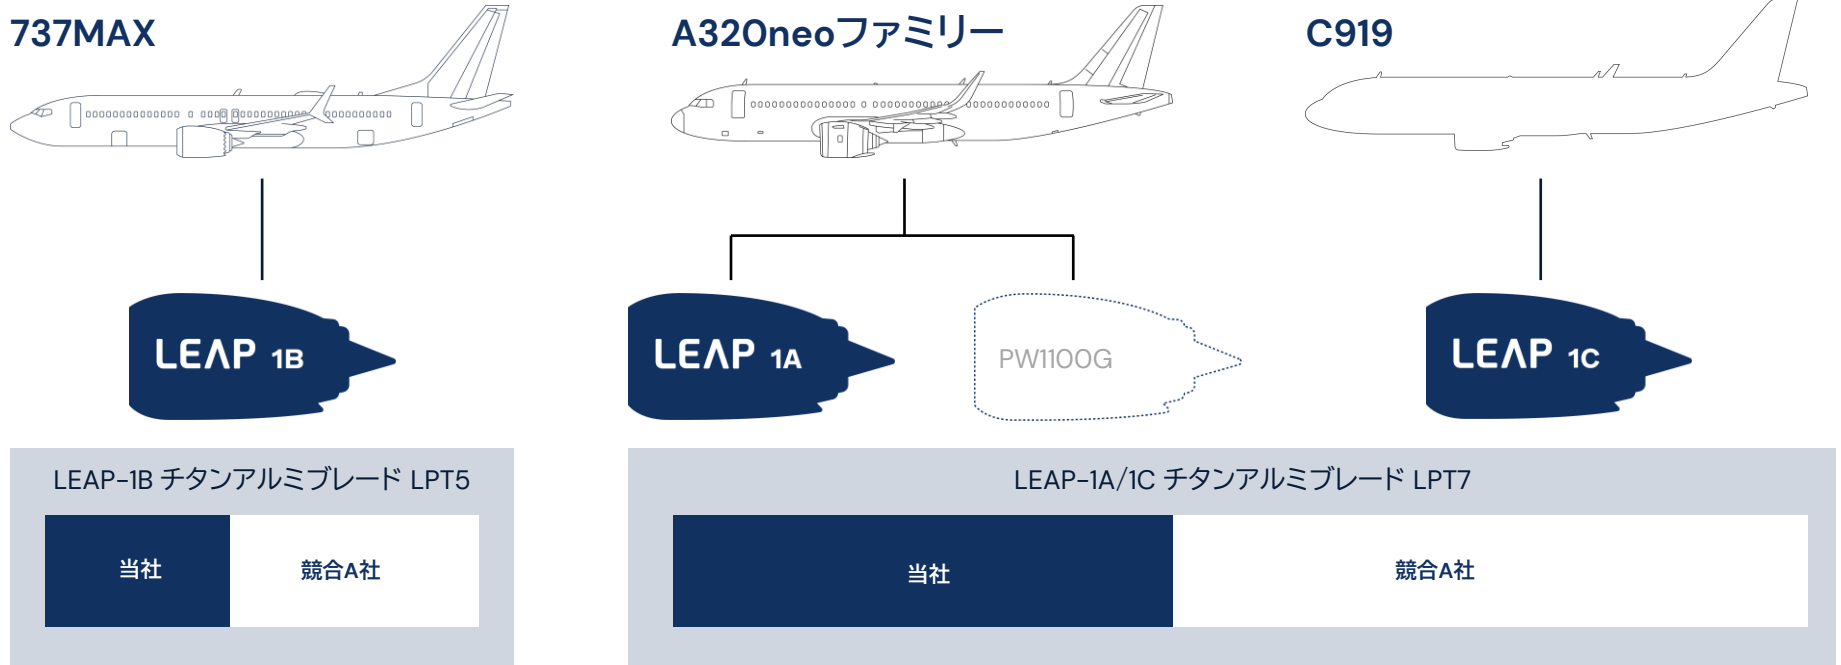 737MAX
A320neoファミリー
C919
LEAP 1B
LEAP 1A
PW1100G
LEAP 1C
LEAP-1B チタンアルミブレード LPT5
LEAP-1A/1C チタンアルミブレード LPT7
当社
競合A社
当社
競合A社